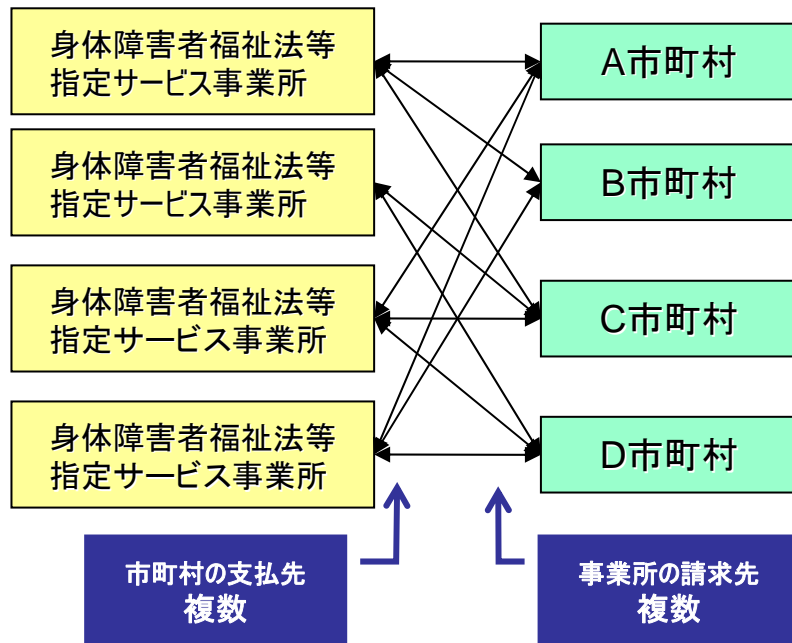 身体障害者福祉法等
指定サービス事業所
A市町村
身体障害者福祉法等
指定サービス事業所
B市町村
身体障害者福祉法等
指定サービス事業所
C市町村
身体障害者福祉法等
指定サービス事業所
D市町村
市町村の支払先
複数
事業所の請求先
複数